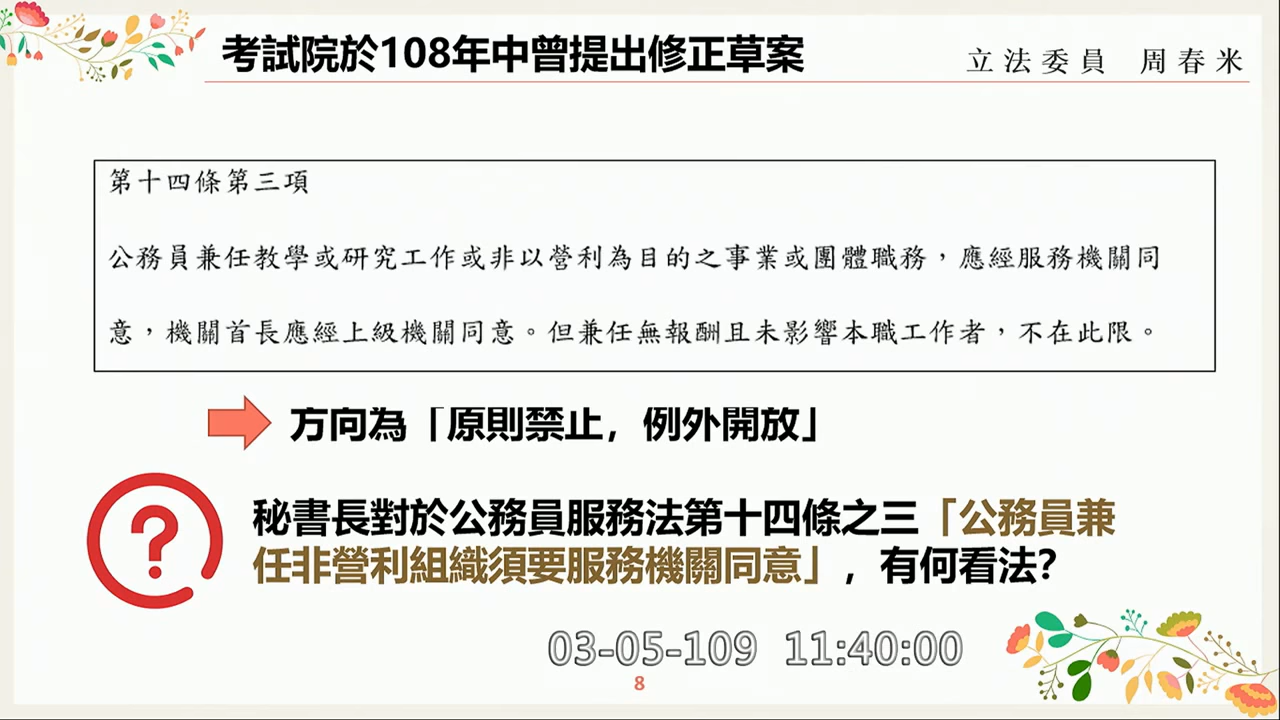 考試院於108年中曾提出修正草案
立法委員 周春米
第十四條第三項
公務員兼任教學或研究工作或非以營利為目的之事業或團體職務，應經服務機關同
意，機關首長應經上級機關同意。但兼任無報酬且未影響本職工作者，不在此限。
方向為「原則禁止，例外開放」
秘書長對於公務員服務法第十四條之三「公務員兼
任非營利組織須要服務機關同意」，有何看法？
03-05-109 11:40:00
8